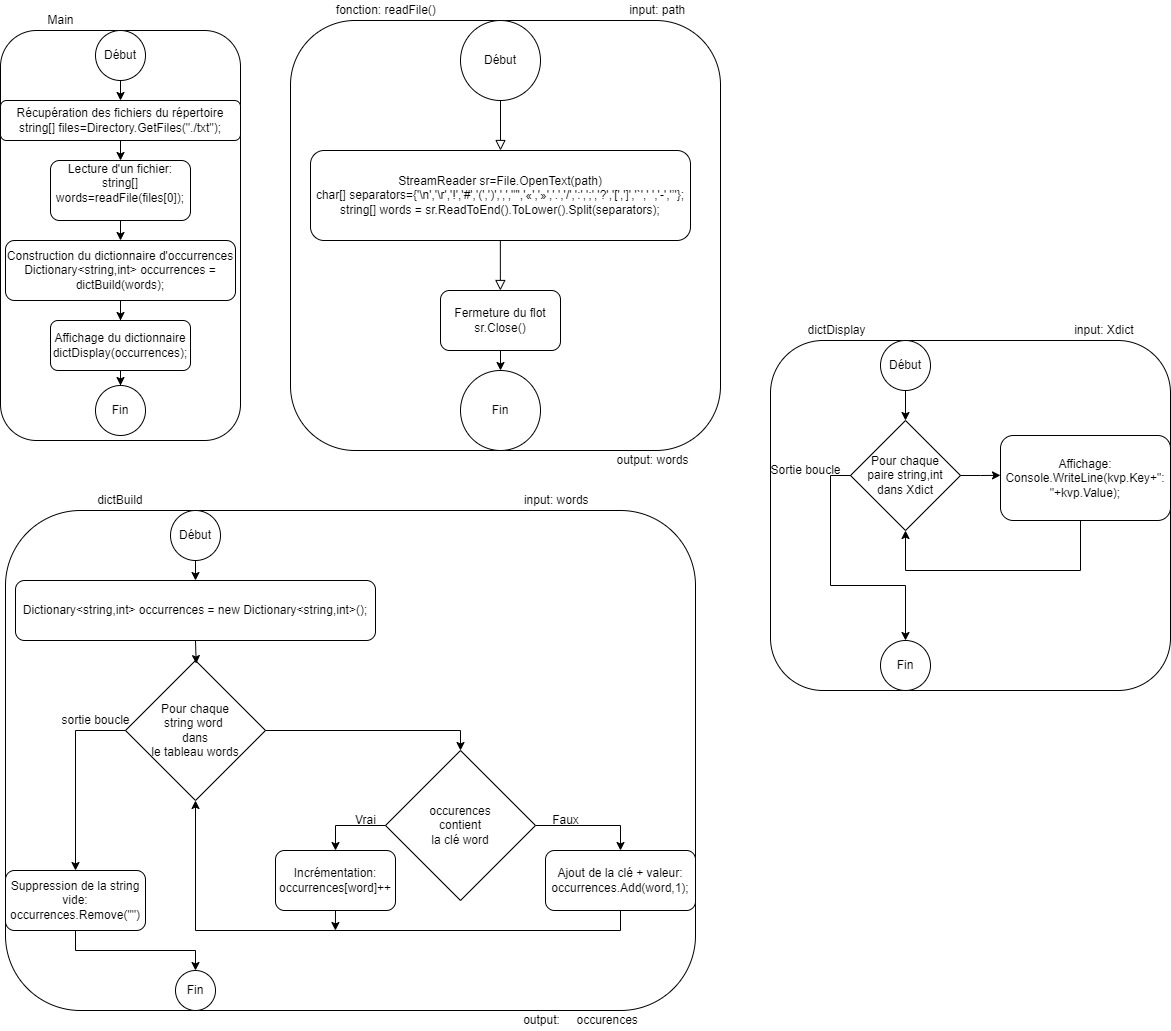 Main
Début
Récupération des fichiers du répertoire
string[] files=Directory.GetFiles("./txt");
Lecture d'un fichier:
string[]
words=readFile(files[0]);
Construction du dictionnaire d'occurrences
Dictionary<string,int> occurrences =
dictBuild(words);
Affichage du dictionnaire
dictDisplay(occurrences);
Fin
fonction: readFile()
input: path
Début
StreamReader sr=File.OpenText(path)
char[] separators={'\n','\r','!','#','(',')',',','"','«','»','.','/',':',';','?','[',']','`',' ','-','''};
string[] words = sr.ReadToEnd().ToLower().Split(separators);
Fermeture du flot
sr.Close()
Fin
output: words
dictDisplay
input: Xdict
Début
Pour chaque
paire string,int
dans Xdict
Sortie boucle
Affichage:
Console.WriteLine(kvp.Key+":
"+kvp.Value);
Fin
dictBuild
input: words
Début
Dictionary<string,int> occurrences = new Dictionary<string,int>();
Pour chaque
string word
dans
le tableau words
sortie boucle
occurences
contient
la clé word
Vrai
Faux
Incrémentation:
occurrences[word]++
Ajout de la clé + valeur:
occurrences.Add(word,1);
Suppression de la string
vide:
occurrences.Remove("")
Fin
output: occurences